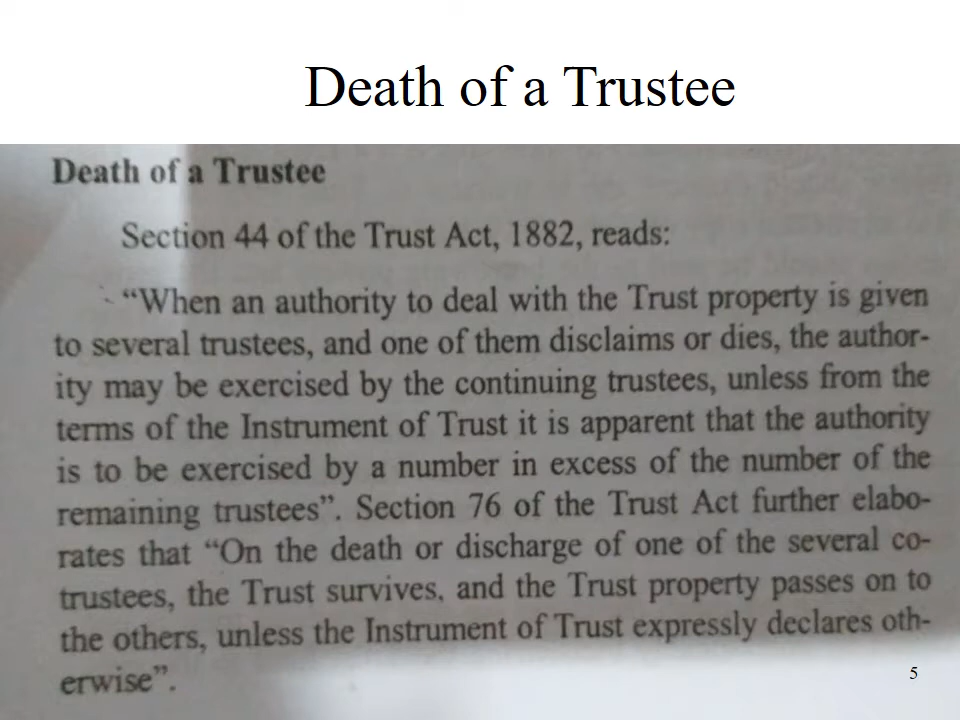 Death of a Trustee
Death of a Trustee
Section 44 of the Trust Act, 1882, reads:
“When an authority to deal with the Trust property is given
to several trustees, and one of them disclaims or dies, the author-
ity may be exercised by the continuing trustees, unless from the
terms of the Instrument of Trust it is apparent that the authority
is to be exercised by a number in excess of the number of the
remaining trustees”. Section 76 of the Trust Act further elabo-
rates that “On the death or discharge of one of the several co-
trustees, the Trust survives, and the Trust property passes on to
the others, unless the Instrument of Trust expressly declares oth-
erwise”.
5